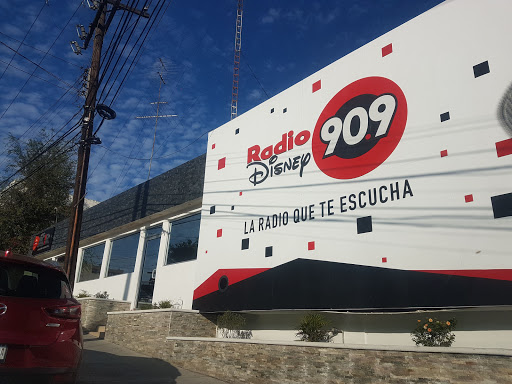 Radio
Disney
90.9
LA RADIO QUE TE ESCUCHA